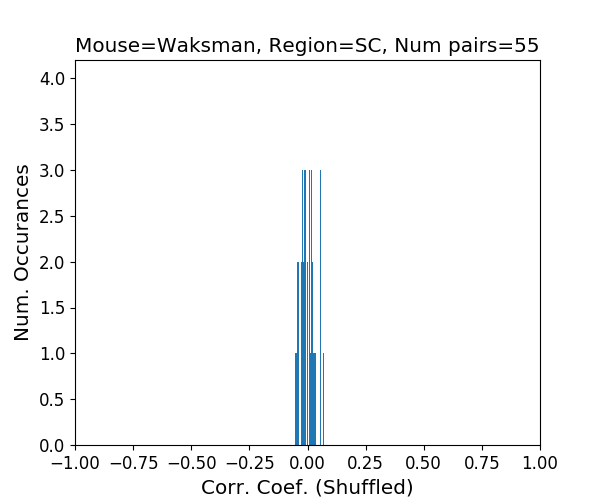 Mouse=Waksman, Region=SC, Num pairs=55
Num. Occurances
4.0
3.5
3.0
2.5
2.0
1.5
1.0
0.5
0.0
−1.00 −0.75 −0.50 −0.25 0.00 0.25 0.50 0.75 1.00
Corr. Coef. (Shuffled)